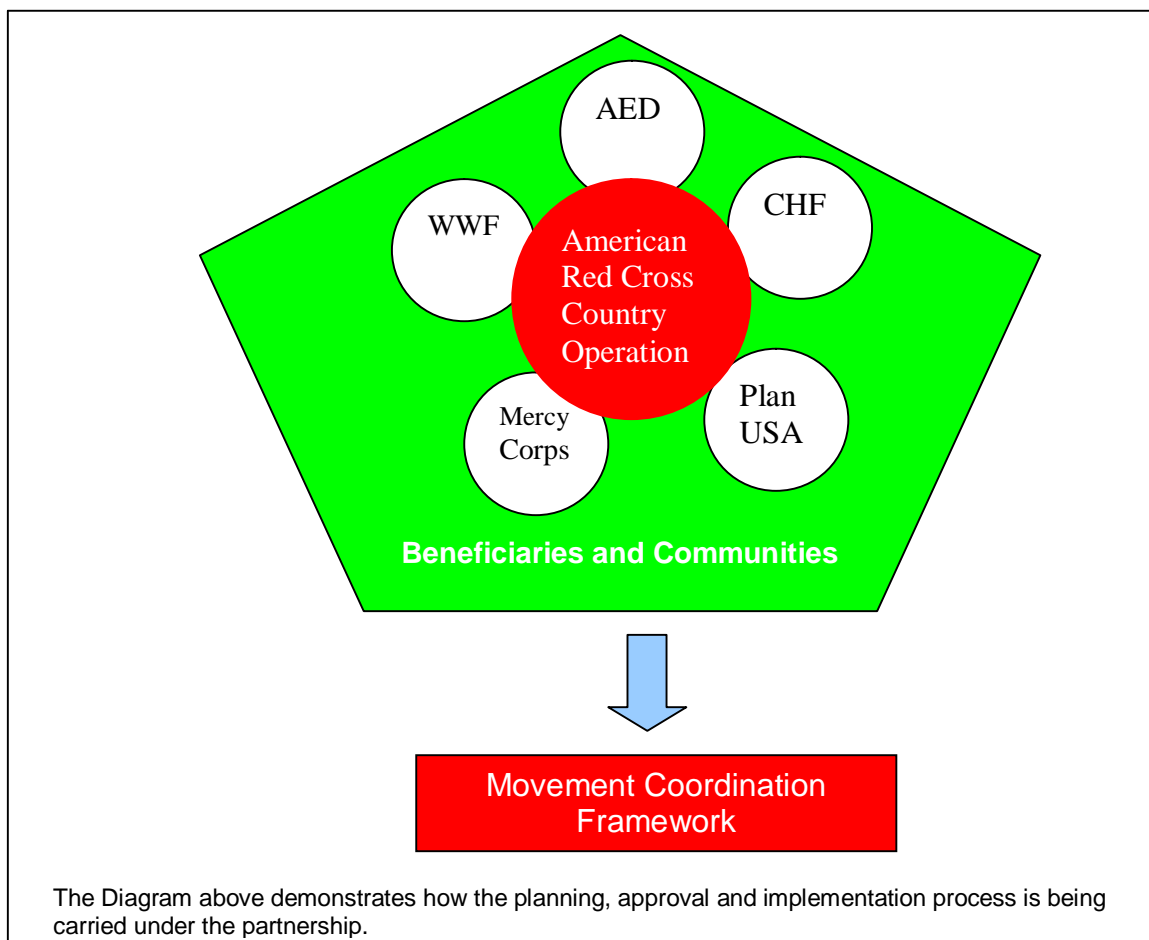 AED
WWF
CHF
American
Red Cross
Country
Operation
Mercy
Corps
Plan
USA
Beneficiaries and Communities
Movement Coordination
Framework
The Diagram above demonstrates how the planning, approval and implementation process is being
carried under the partnership.